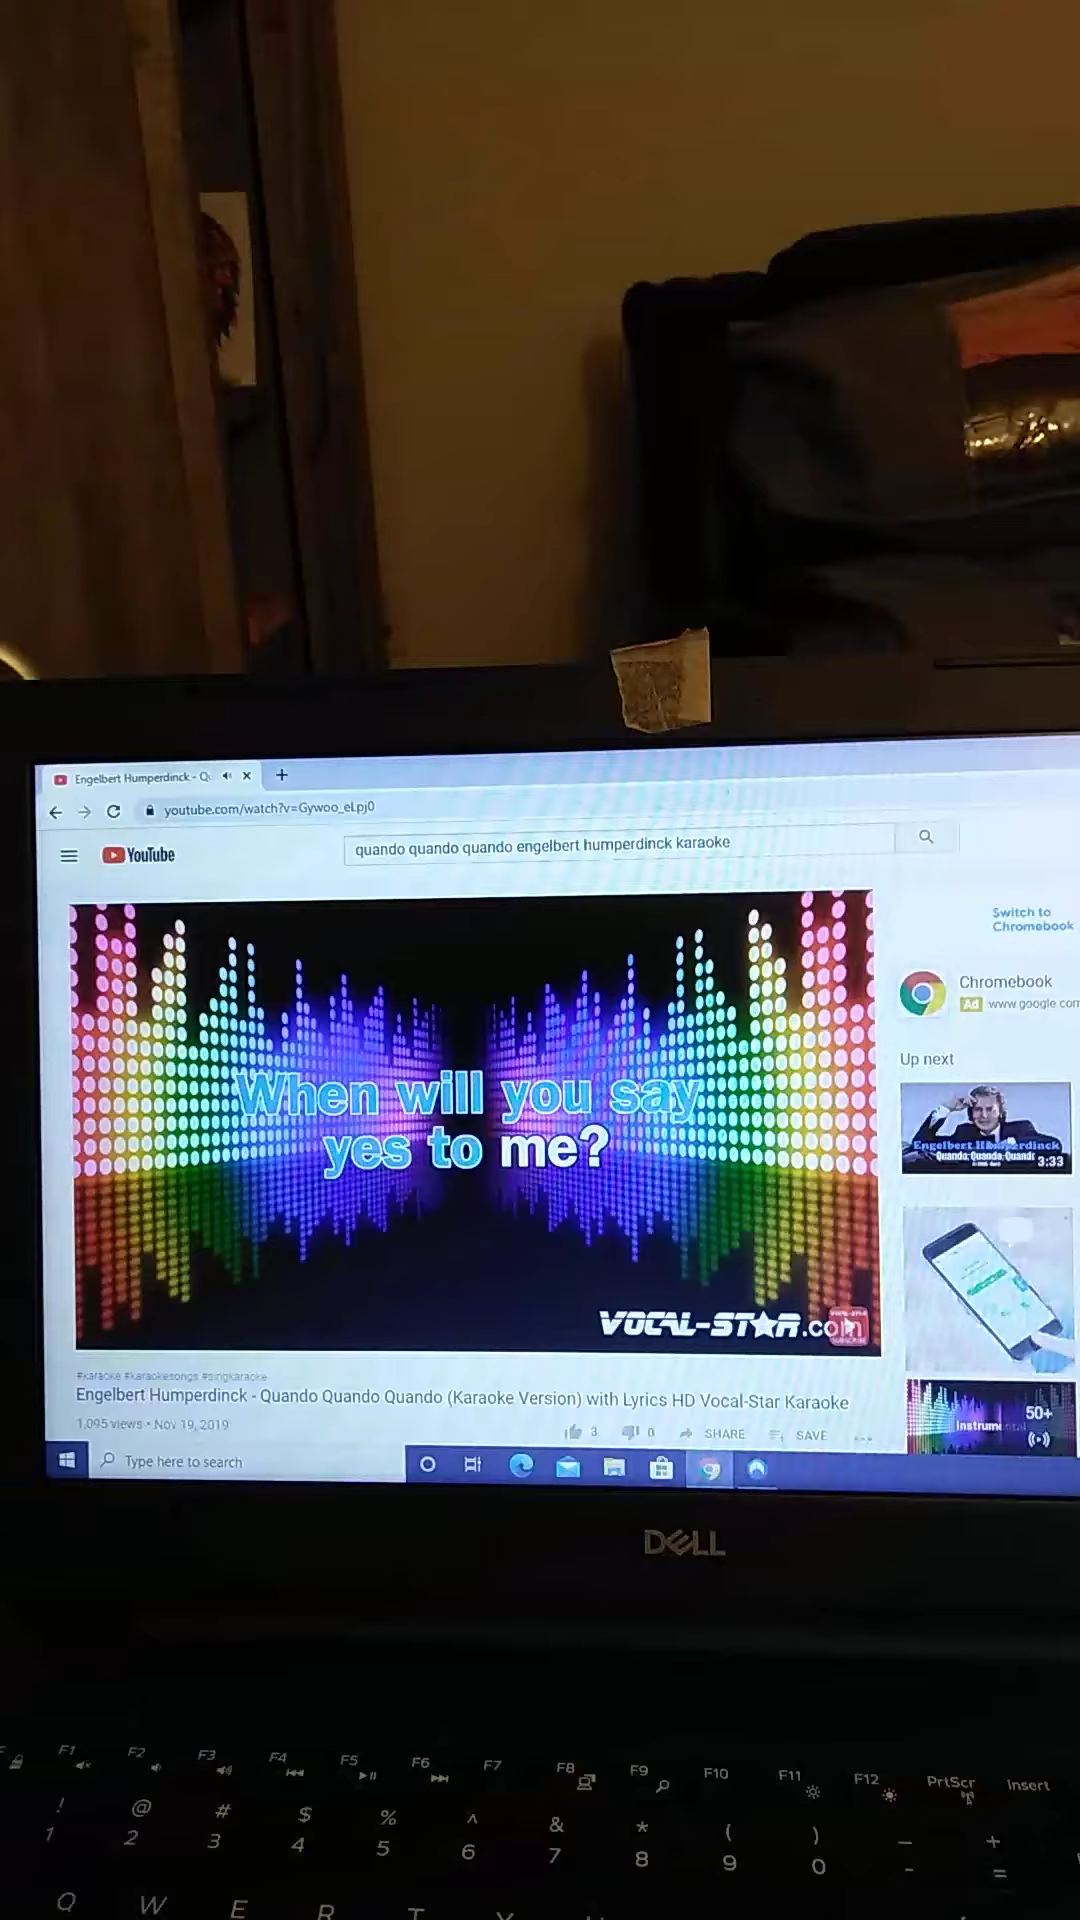 Engelbert Humperdinck - Q
youtube.com/watch?v=Gywoo_eLpj0
YouTube
quando quando quando engelbert humperdinck karaoke
Switch to
Chromebook
Chromebook
Ad www.google.com
Up next
When will you say
yes to me?
Engelbert Humperdinck
Quando, Quando, Quando
3:33
VOCAL-STAR.com
#karaoke #karaokesongs #singkaraoke
Engelbert Humperdinck - Quando Quando Quando (Karaoke Version) with Lyrics HD Vocal-Star Karaoke
1,095 views • Nov 19, 2019
3
0
SHARE
SAVE
50+
Instrumental
Type here to search
DELL
F1 F2 F3 F4 F5 F6 F7 F8 F9 F10 F11 F12 PrtScr Insert
! @ # $ % ^ & * ( ) _ +
1 2 3 4 5 6 7 8 9 0 - =
Q W E R T